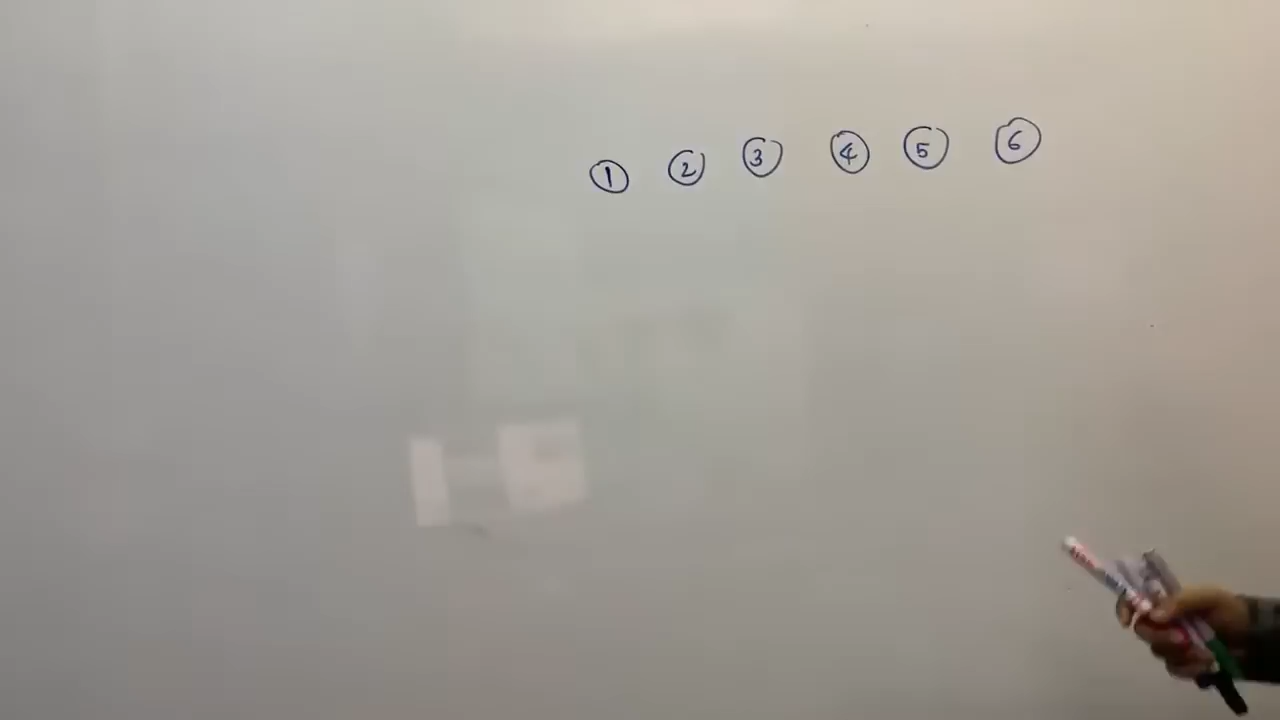 ① ② ③ ④ ⑤ ⑥